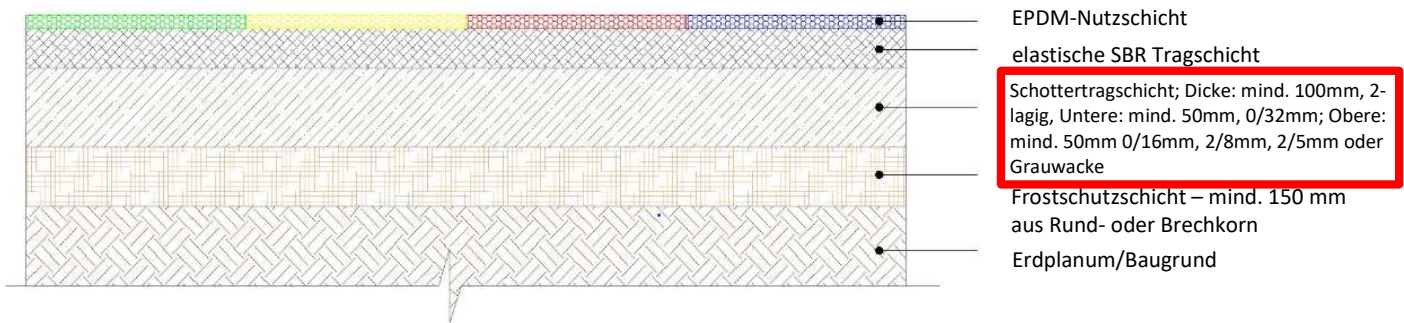 EPDM-Nutzschicht
elastische SBR Tragschicht
Schottertragschicht; Dicke: mind. 100mm, 2-
lagig, Untere: mind. 50mm, 0/32mm; Obere:
mind. 50mm 0/16mm, 2/8mm, 2/5mm oder
Grauwacke
Frostschutzschicht – mind. 150 mm
aus Rund- oder Brechkorn
Erdplanum/Baugrund